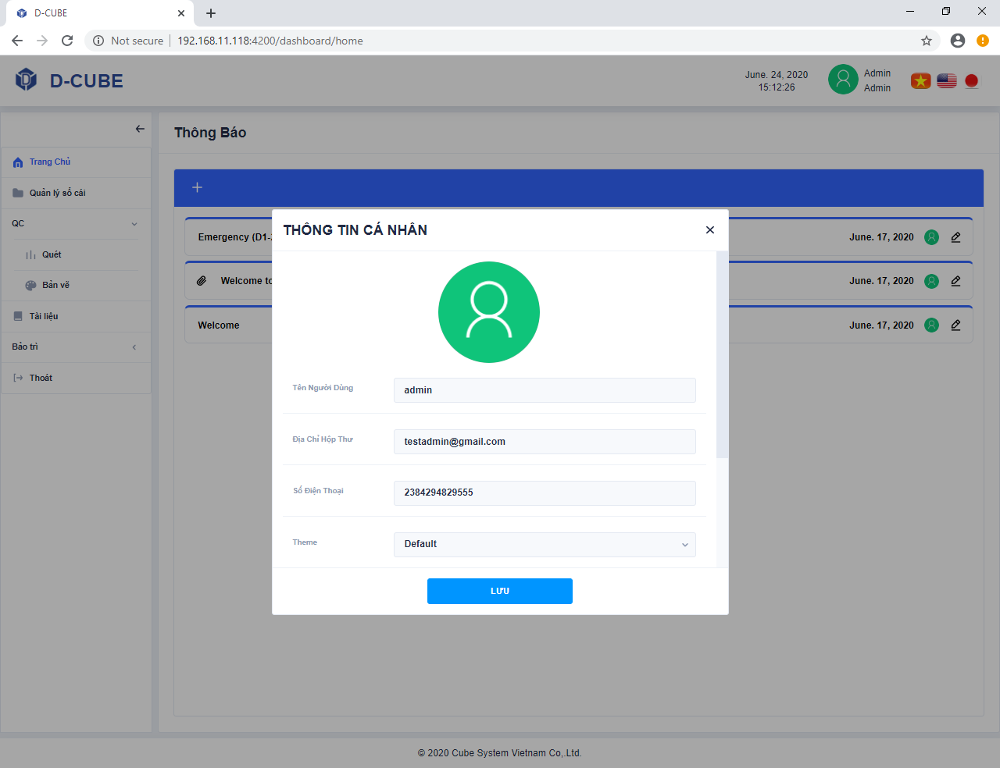 D-CUBE
Not secure
192.168.11.118:4200/dashboard/home
D-CUBE
June. 24, 2020
15:12:26
Admin
Admin
Trang Chủ
Quản lý sổ cái
QC
Quét
Bản vẽ
Tài liệu
Bảo trì
Thoát
Thông Báo
Emergency (D1-
June. 17, 2020
Welcome to
June. 17, 2020
Welcome
June. 17, 2020
THÔNG TIN CÁ NHÂN
Tên Người Dùng
admin
Địa Chỉ Hộp Thư
testadmin@gmail.com
Số Điện Thoại
2384294829555
Theme
Default
LƯU
© 2020 Cube System Vietnam Co,.Ltd.